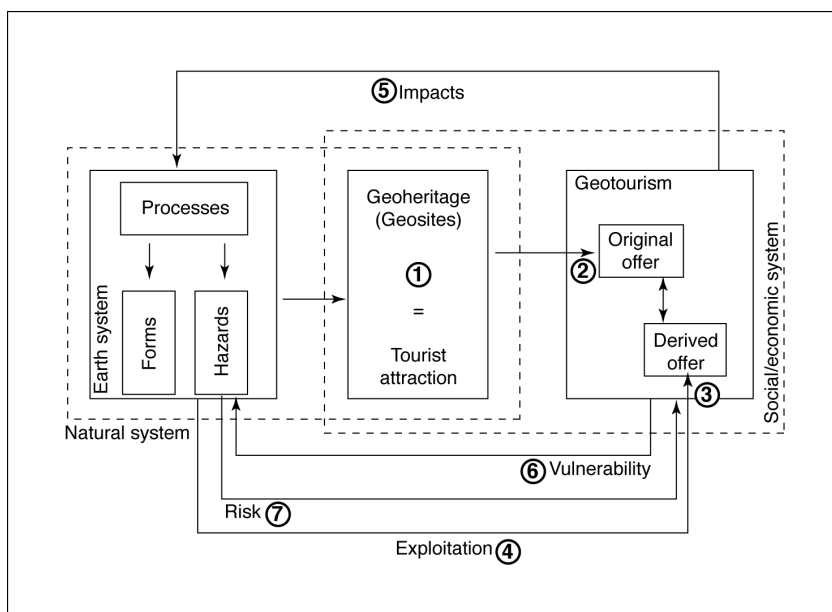 ⑤ Impacts
Geotourism
Geoheritage
(Geosites)
Processes
Original
offer
①
②
=
Forms
Hazards
Earth system
Derived
offer
Tourist
attraction
③
Social/economic system
Natural system
⑥ Vulnerability
Risk ⑦
Exploitation ④